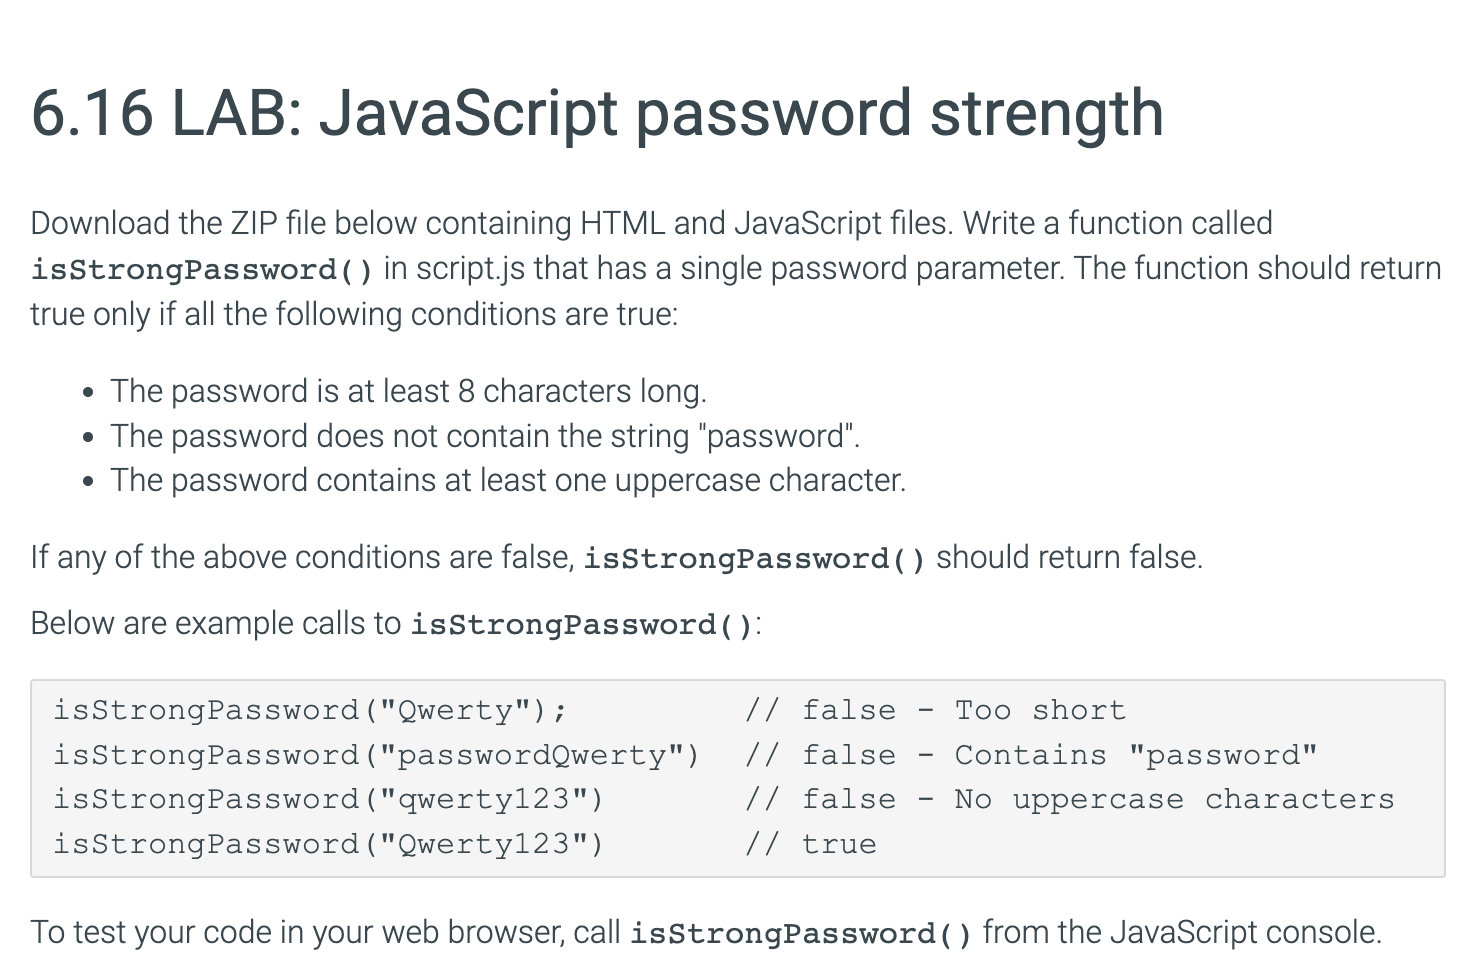 6.16 LAB: JavaScript password strength
Download the ZIP file below containing HTML and JavaScript files. Write a function called
isStrongPassword() in script.js that has a single password parameter. The function should return
true only if all the following conditions are true:
• The password is at least 8 characters long.
• The password does not contain the string "password".
• The password contains at least one uppercase character.
If any of the above conditions are false, isStrongPassword() should return false.
Below are example calls to isStrongPassword():
isStrongPassword("Qwerty");         // false - Too short
isStrongPassword("passwordQwerty")  // false - Contains "password"
isStrongPassword("qwerty123")       // false - No uppercase characters
isStrongPassword("Qwerty123")       // true
To test your code in your web browser, call isStrongPassword() from the JavaScript console.